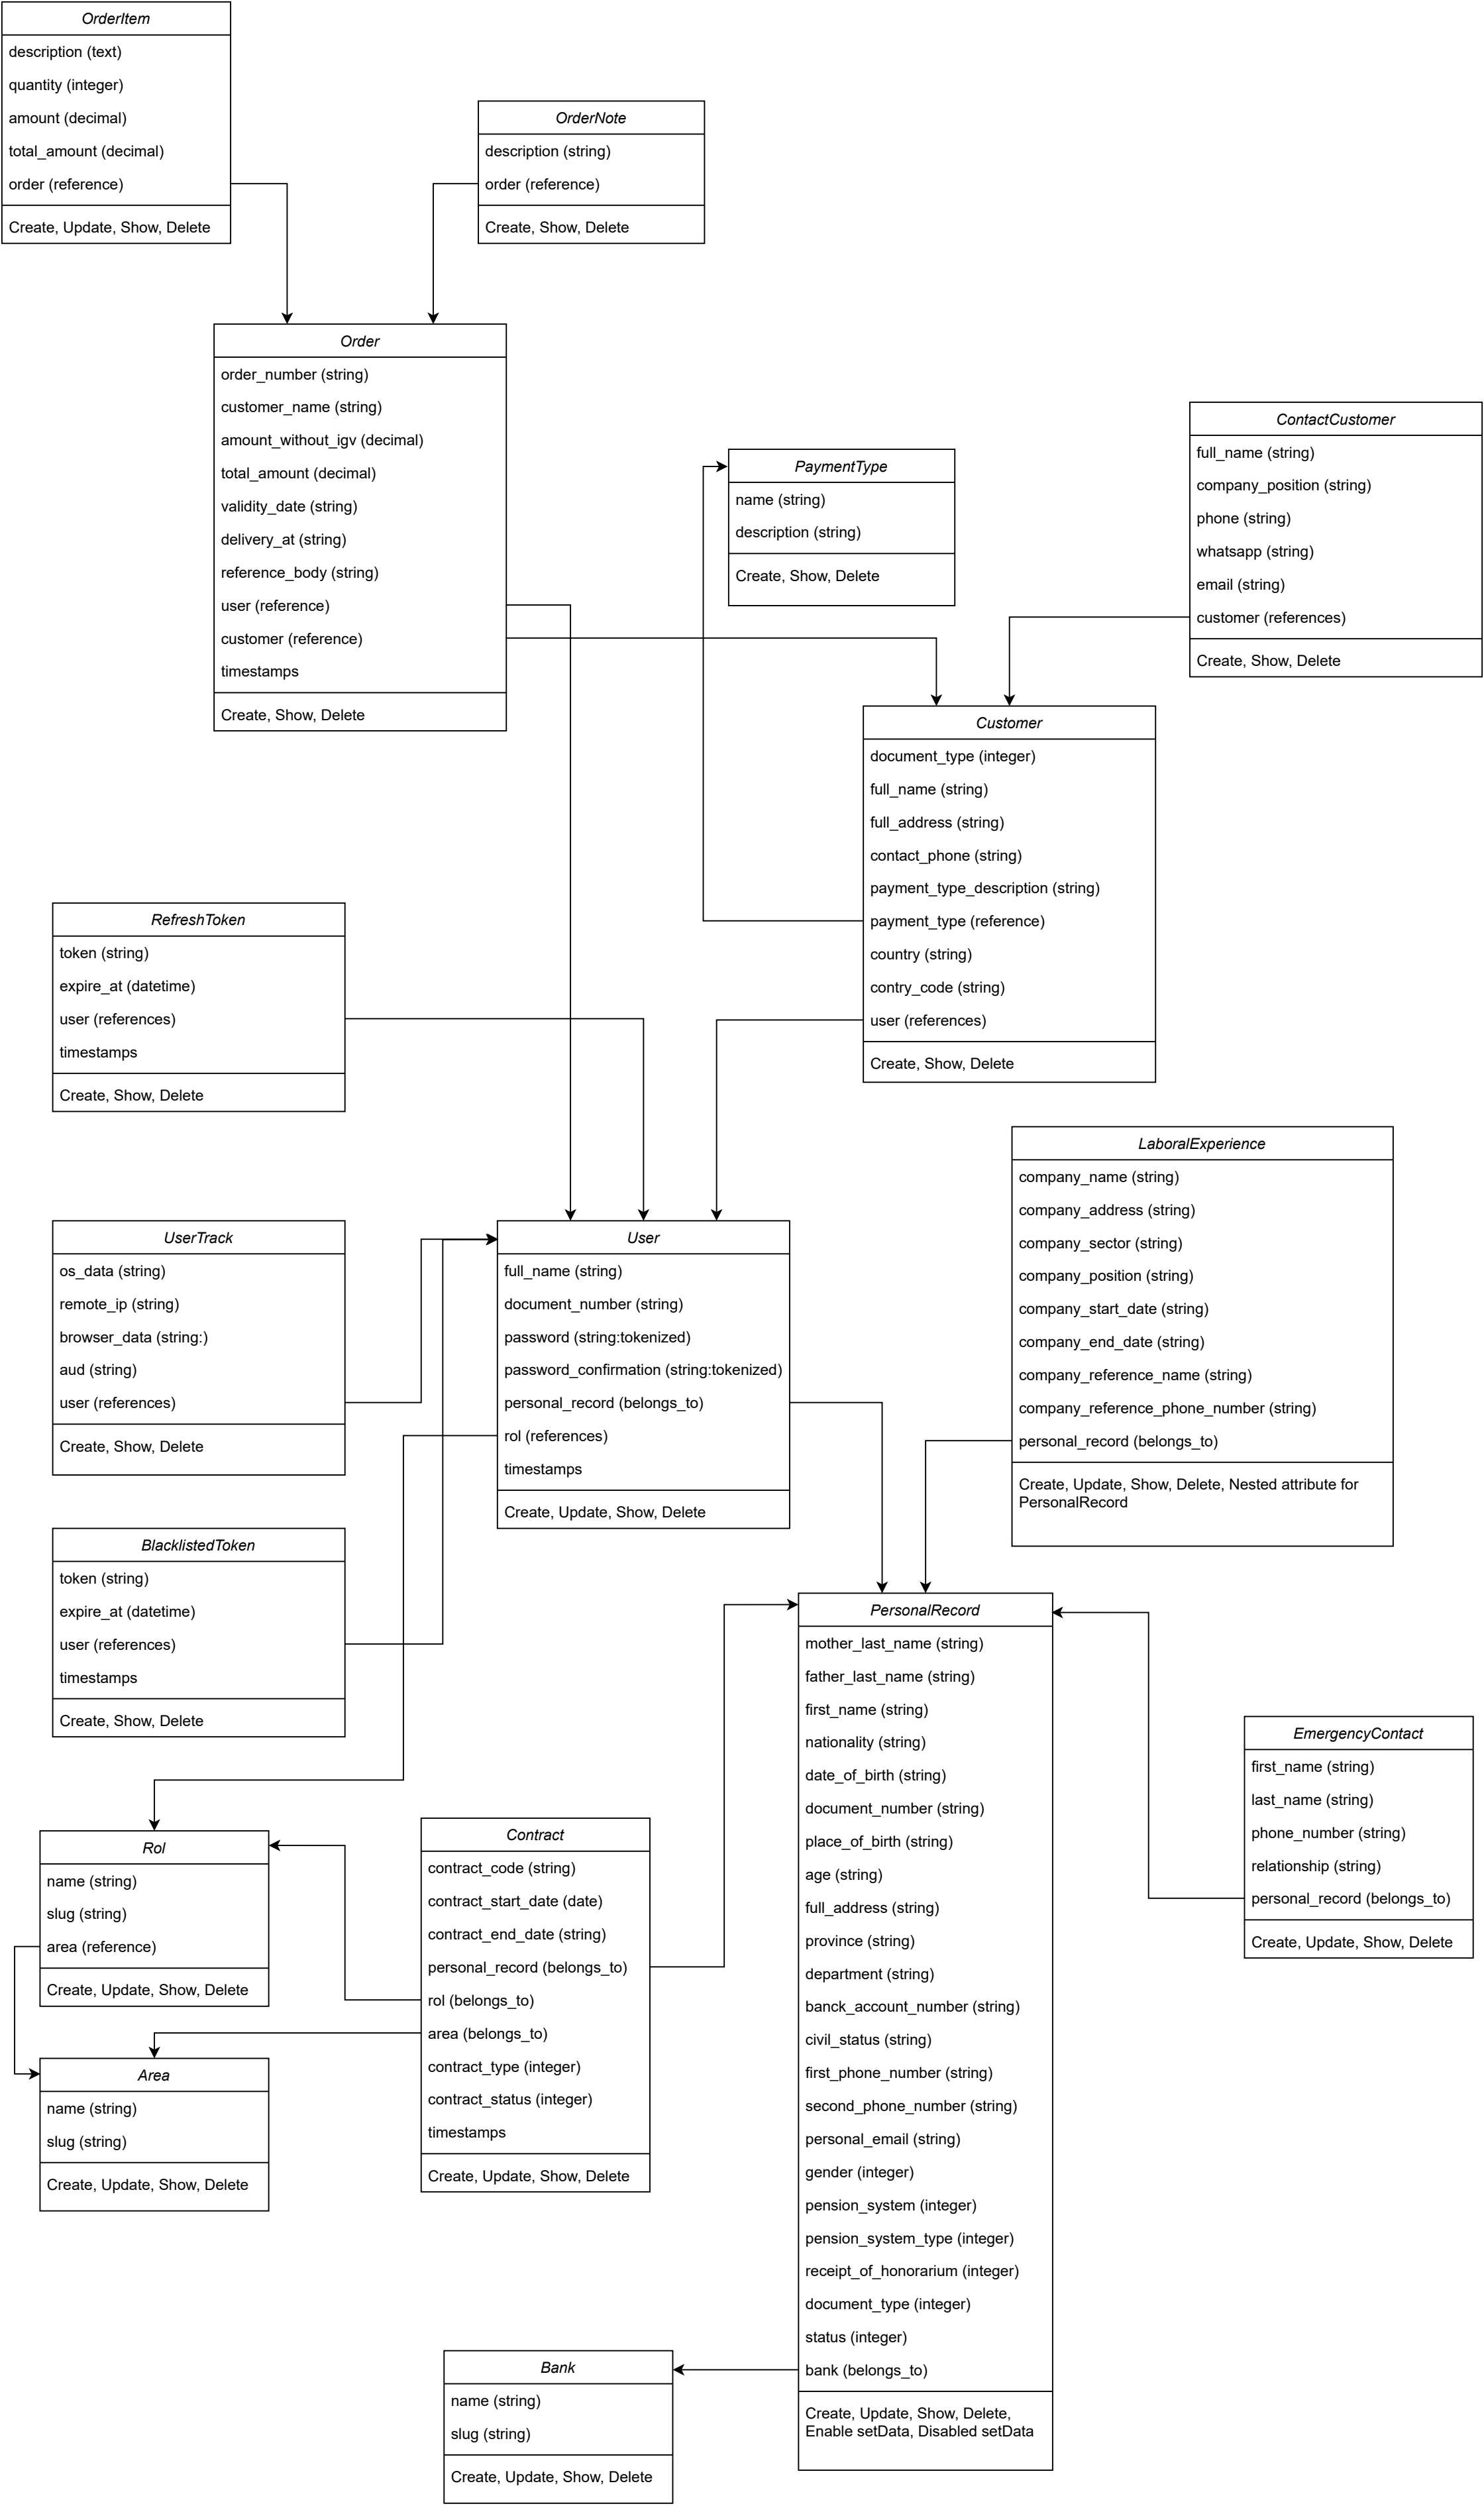 OrderItem
description (text)
quantity (integer)
amount (decimal)
total_amount (decimal)
order (reference)
Create, Update, Show, Delete
OrderNote
description (string)
order (reference)
Create, Show, Delete
Order
order_number (string)
customer_name (string)
amount_without_igv (decimal)
total_amount (decimal)
validity_date (string)
delivery_at (string)
reference_body (string)
user (reference)
customer (reference)
timestamps
Create, Show, Delete
PaymentType
name (string)
description (string)
Create, Show, Delete
ContactCustomer
full_name (string)
company_position (string)
phone (string)
whatsapp (string)
email (string)
customer (references)
Create, Show, Delete
Customer
document_type (integer)
full_name (string)
full_address (string)
contact_phone (string)
payment_type_description (string)
payment_type (reference)
country (string)
contry_code (string)
user (references)
Create, Show, Delete
RefreshToken
token (string)
expire_at (datetime)
user (references)
timestamps
Create, Show, Delete
LaboralExperience
company_name (string)
company_address (string)
company_sector (string)
company_position (string)
company_start_date (string)
company_end_date (string)
company_reference_name (string)
company_reference_phone_number (string)
personal_record (belongs_to)
Create, Update, Show, Delete, Nested attribute for
PersonalRecord
UserTrack
os_data (string)
remote_ip (string)
browser_data (string:)
aud (string)
user (references)
Create, Show, Delete
User
full_name (string)
document_number (string)
password (string:tokenized)
password_confirmation (string:tokenized)
personal_record (belongs_to)
rol (references)
timestamps
Create, Update, Show, Delete
BlacklistedToken
token (string)
expire_at (datetime)
user (references)
timestamps
Create, Show, Delete
PersonalRecord
mother_last_name (string)
father_last_name (string)
first_name (string)
nationality (string)
date_of_birth (string)
document_number (string)
place_of_birth (string)
age (string)
full_address (string)
province (string)
department (string)
banck_account_number (string)
civil_status (string)
first_phone_number (string)
second_phone_number (string)
personal_email (string)
gender (integer)
pension_system (integer)
pension_system_type (integer)
receipt_of_honorarium (integer)
document_type (integer)
status (integer)
bank (belongs_to)
Create, Update, Show, Delete,
Enable setData, Disabled setData
EmergencyContact
first_name (string)
last_name (string)
phone_number (string)
relationship (string)
personal_record (belongs_to)
Create, Update, Show, Delete
Rol
name (string)
slug (string)
area (reference)
Create, Update, Show, Delete
Contract
contract_code (string)
contract_start_date (date)
contract_end_date (string)
personal_record (belongs_to)
rol (belongs_to)
area (belongs_to)
contract_type (integer)
contract_status (integer)
timestamps
Create, Update, Show, Delete
Area
name (string)
slug (string)
Create, Update, Show, Delete
Bank
name (string)
slug (string)
Create, Update, Show, Delete